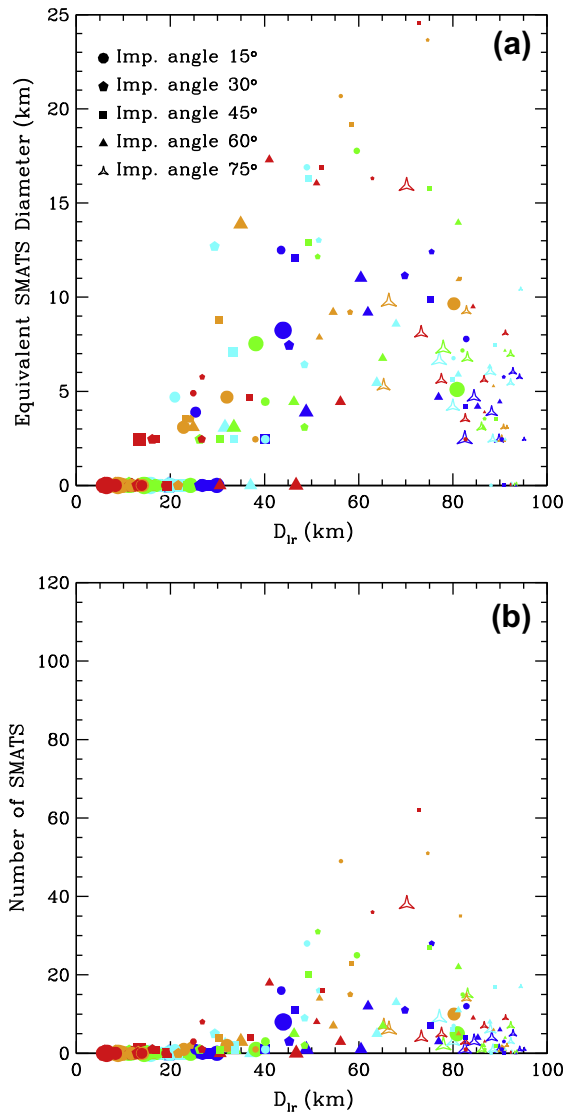 (a)
25
20
15
10
5
0
Equivalent SMATS Diameter (km)
Imp. angle 15°
Imp. angle 30°
Imp. angle 45°
Imp. angle 60°
Imp. angle 75°
0 20 40 60 80 100
D_lr (km)
(b)
120
100
80
60
40
20
0
Number of SMATS
0 20 40 60 80 100
D_lr (km)